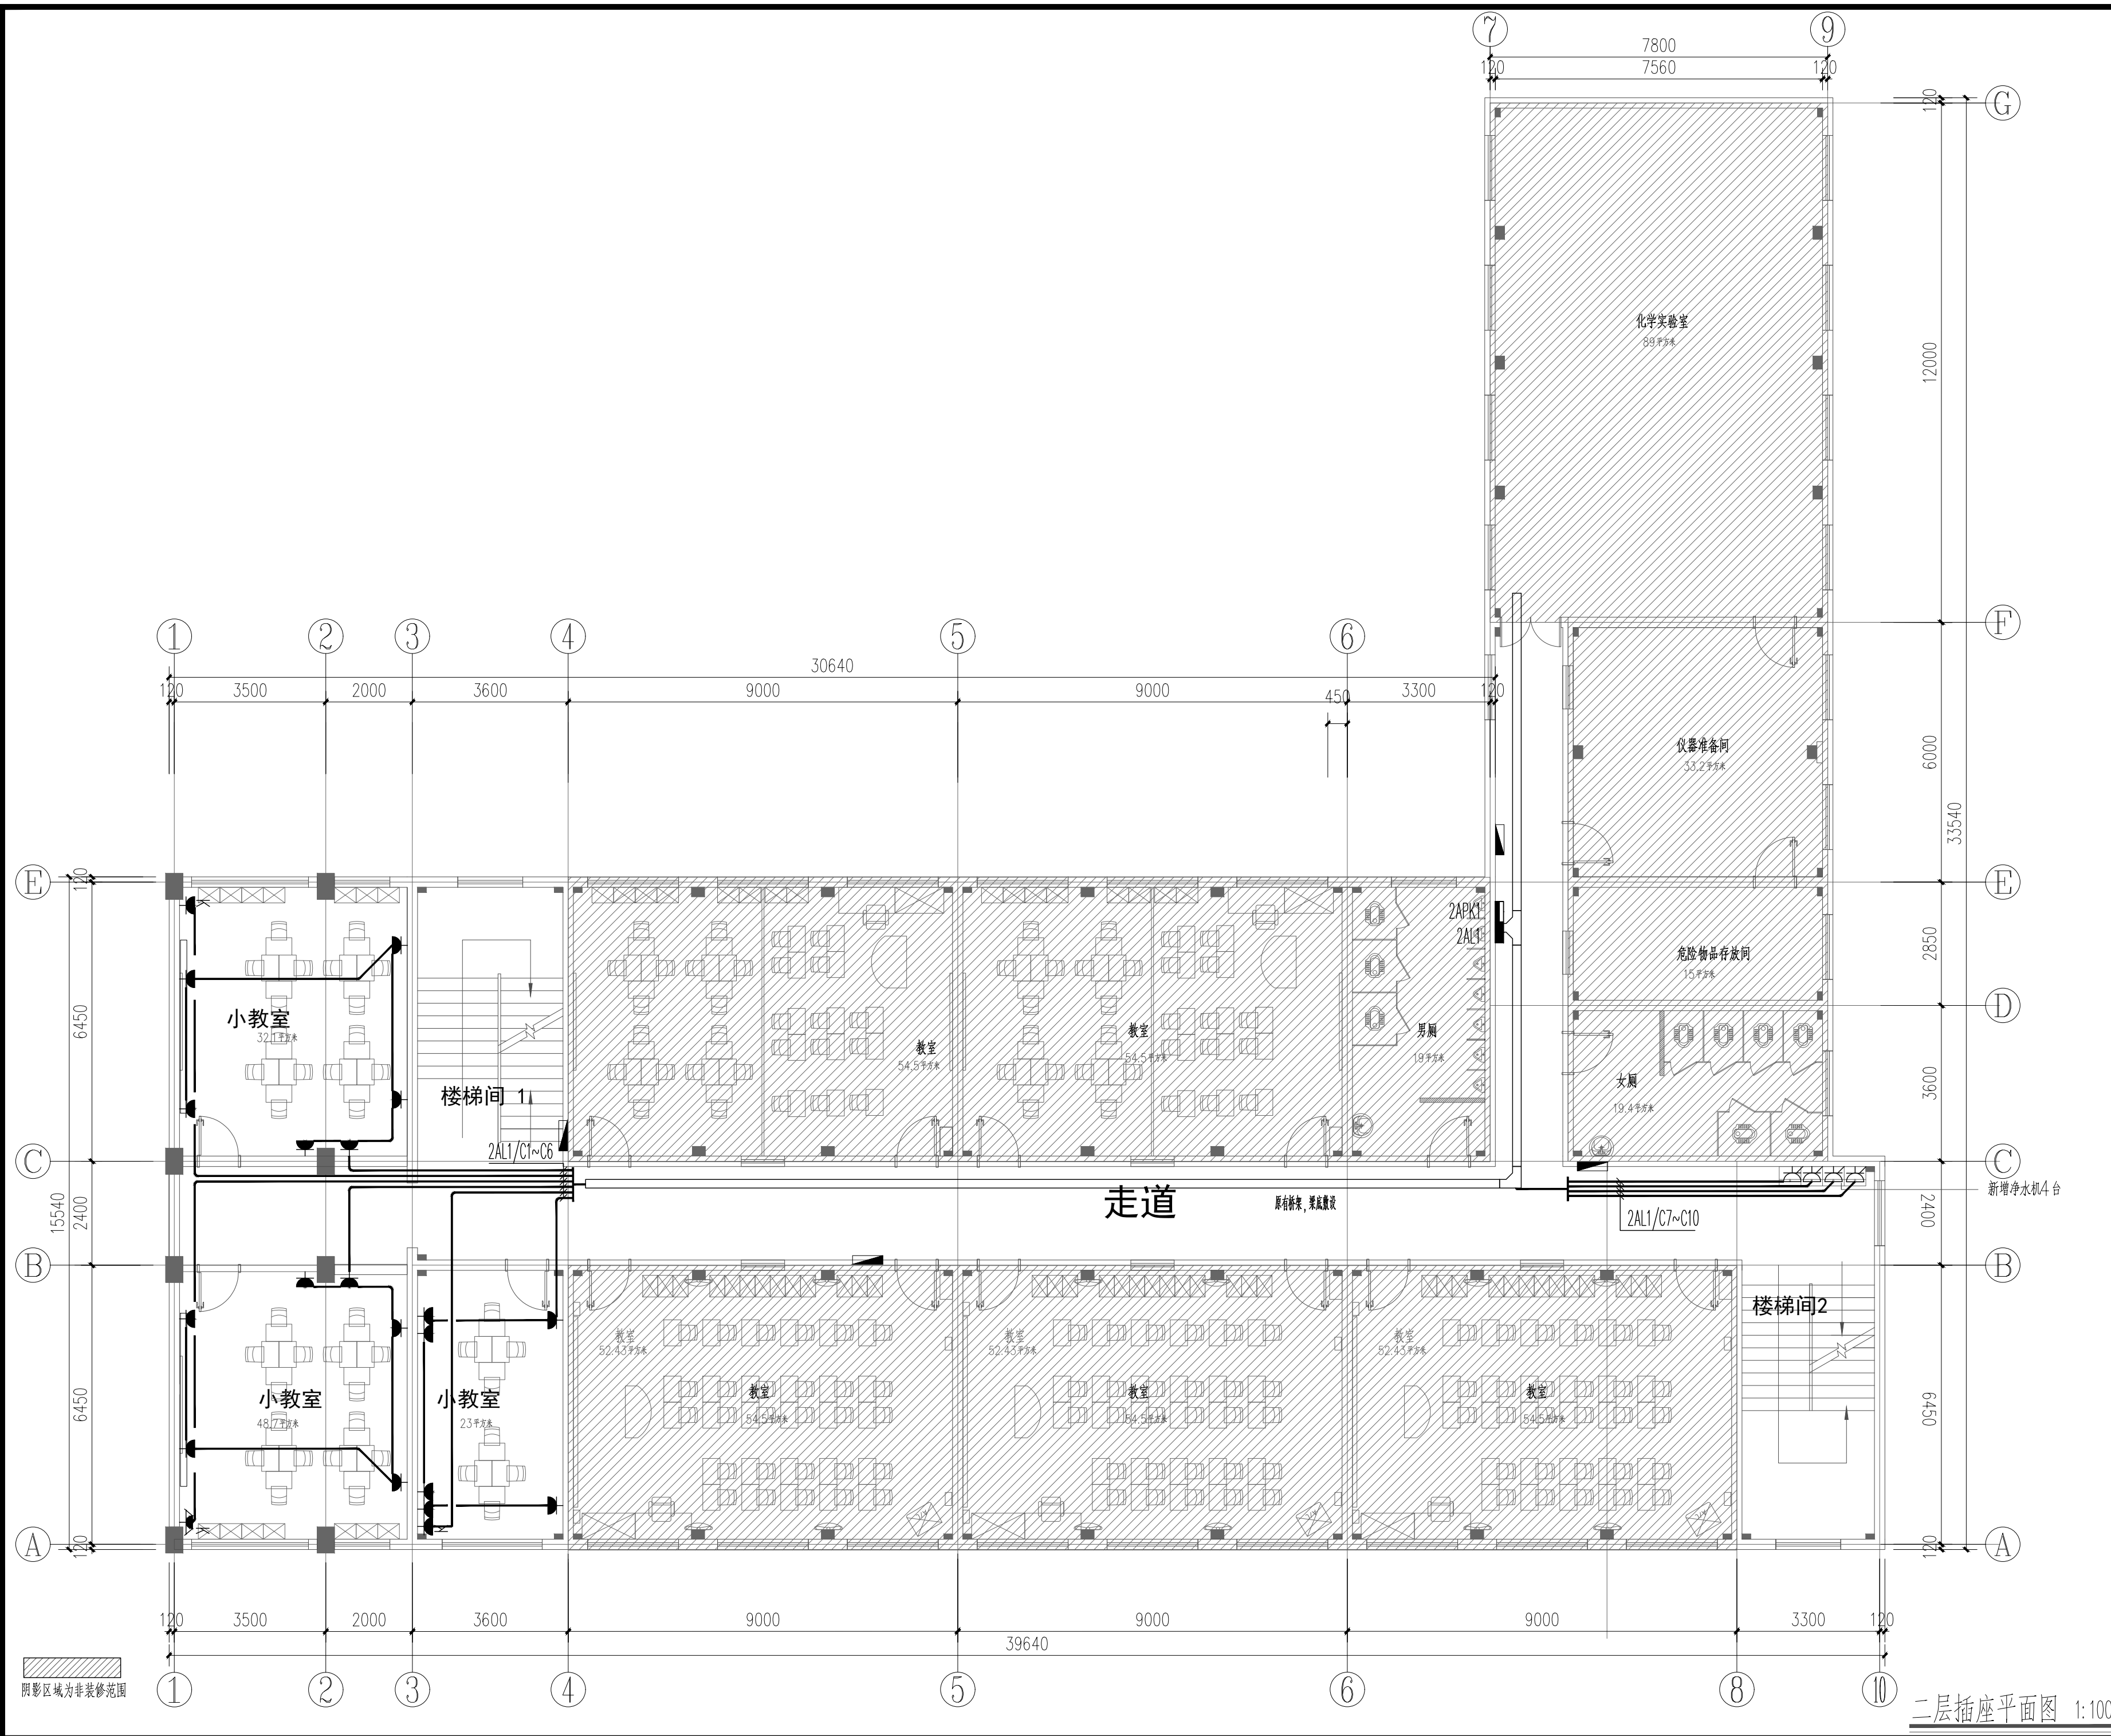 7
9
7800
120
7560
120
G
120
化学实验室
89平方米
12000
1
2
3
4
5
6
F
30640
120
3500
2000
3600
9000
9000
450
3300
120
仪器准备间
33.2平方米
6000
33540
E
120
E
2APK1
2AL1
危险物品存放间
15平方米
2850
小教室
32.1平方米
6450
D
教室
54.5平方米
教室
54.5平方米
男厕
19平方米
楼梯间 1
女厕
19.4平方米
3600
2AL1/C1~C6
C
C
走道
原有桥架,梁底敷设
新增净水机4台
15540
2400
2AL1/C7~C10
2400
B
B
楼梯间2
教室
52.43平方米
教室
52.43平方米
教室
52.43平方米
小教室
48.7平方米
小教室
23平方米
教室
54.5平方米
教室
54.5平方米
教室
54.5平方米
6450
6450
K
K
K
A
120
120
A
120
3500
2000
3600
9000
9000
9000
3300
120
39640
阴影区域为非装修范围
1
2
3
4
5
6
8
10
二层插座平面图 1:100